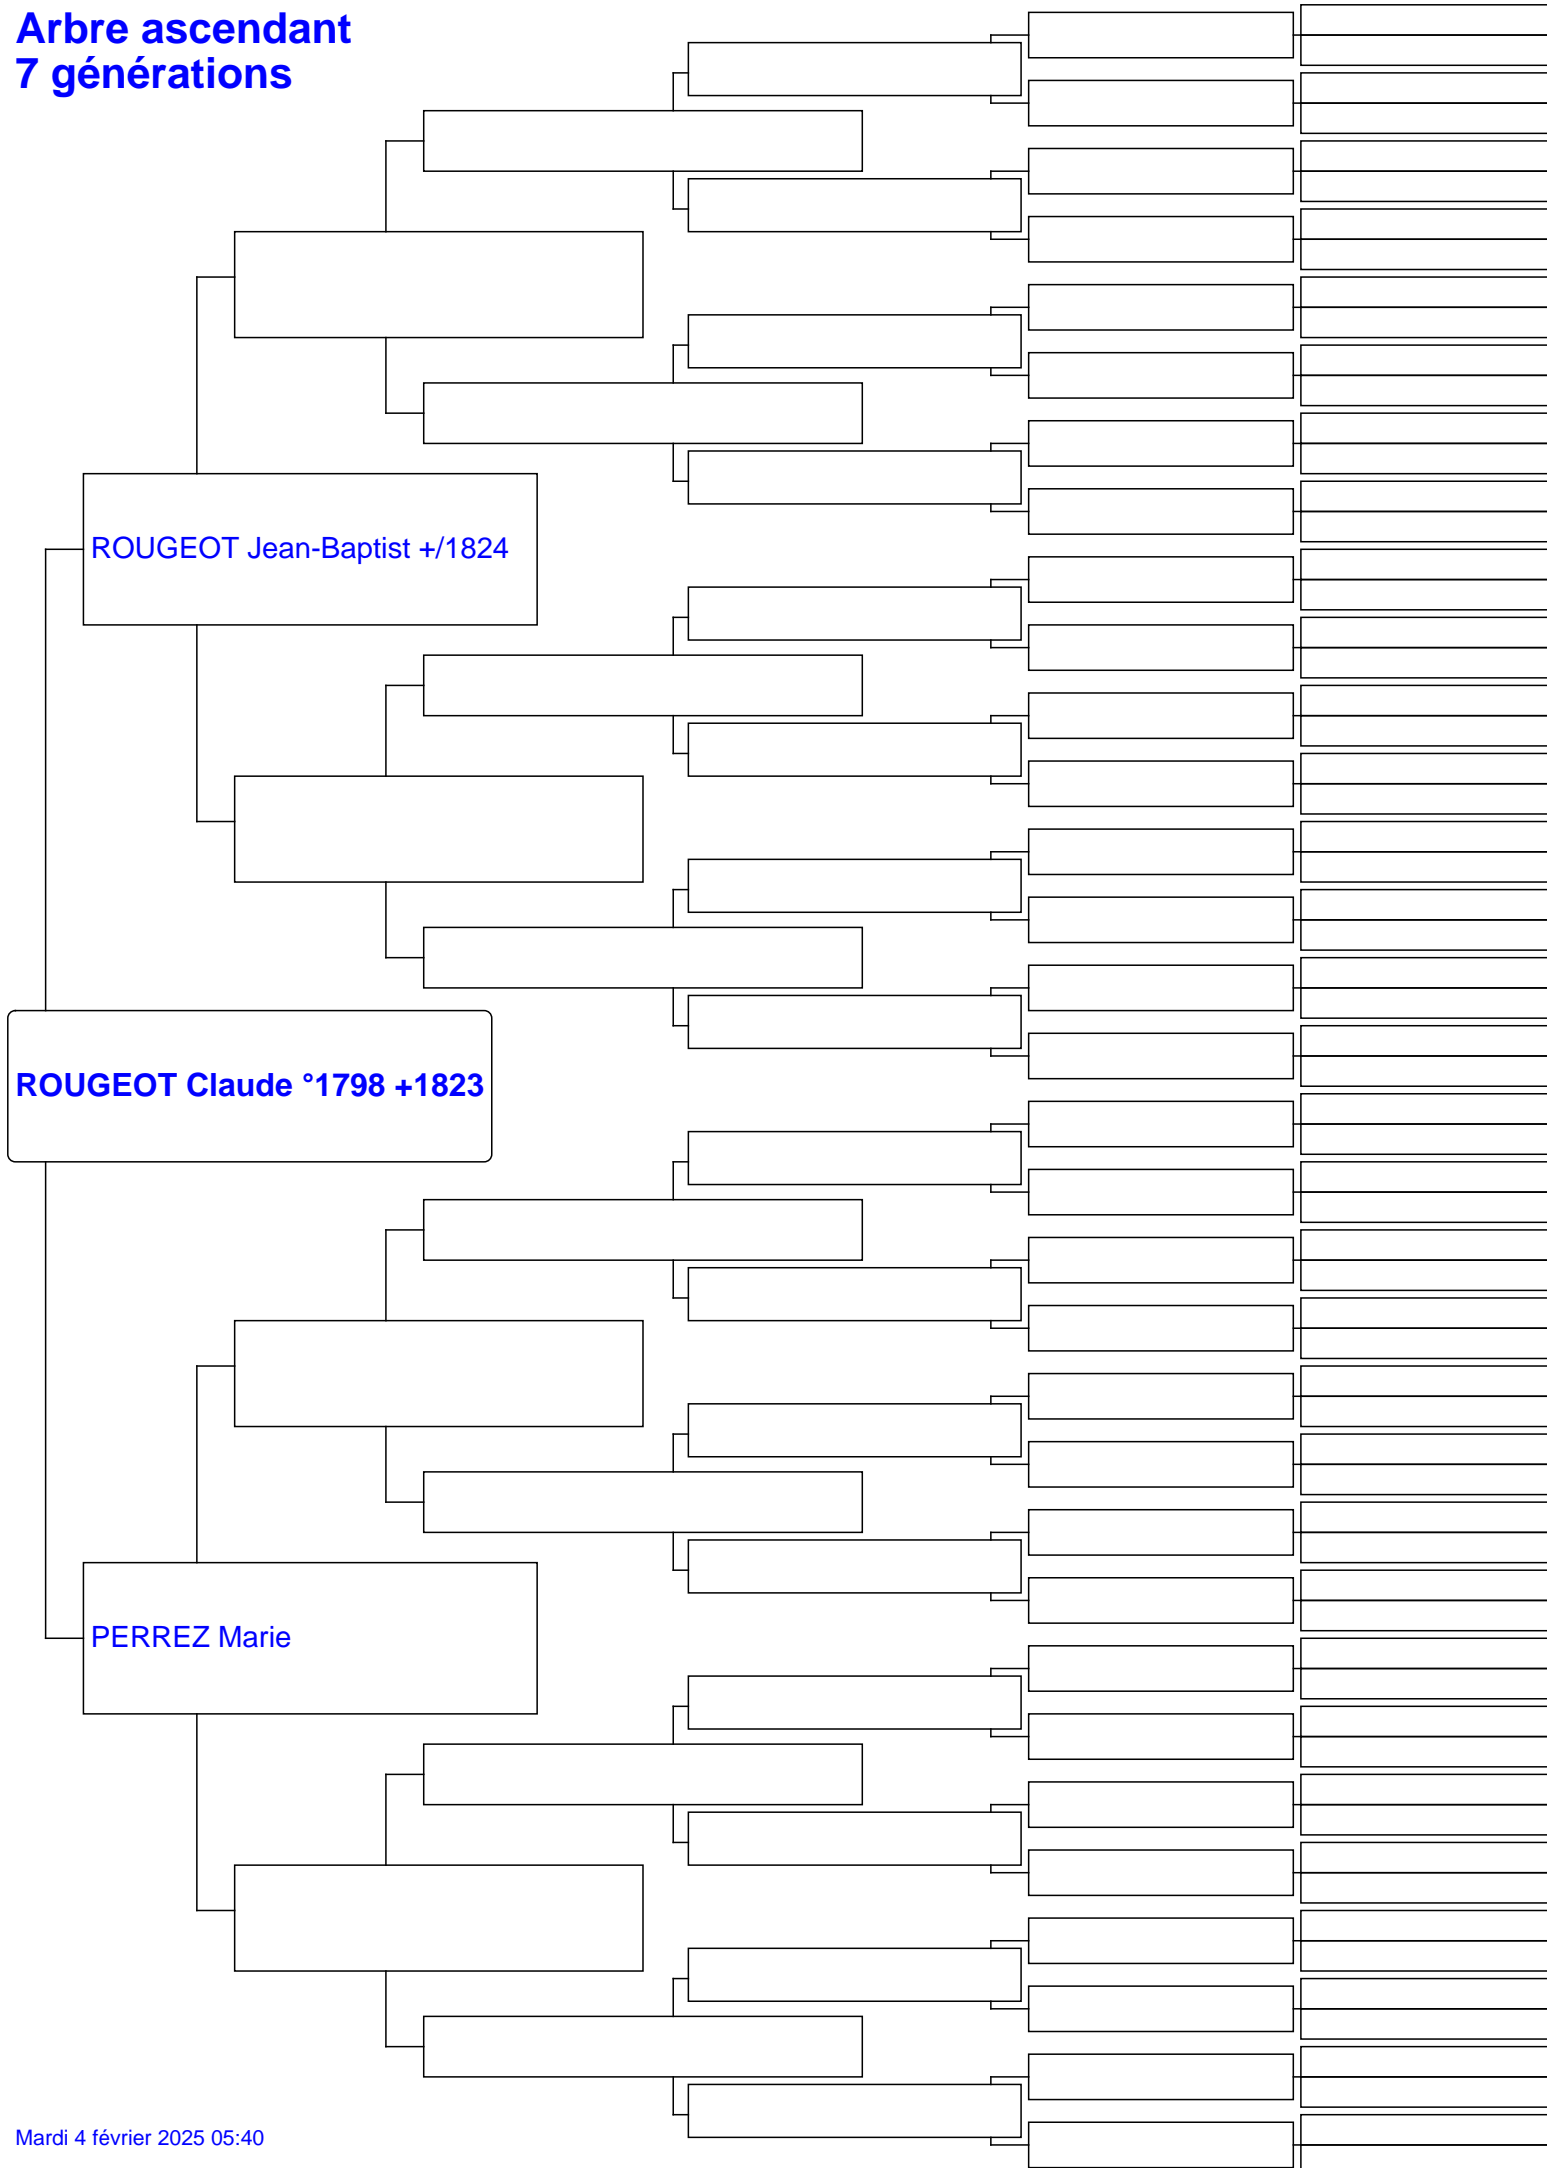 Arbre ascendant
7 générations
ROUGEOT Jean-Baptist +/1824
ROUGEOT Claude °1798 +1823
PERREZ Marie
Mardi 4 février 2025 05:40